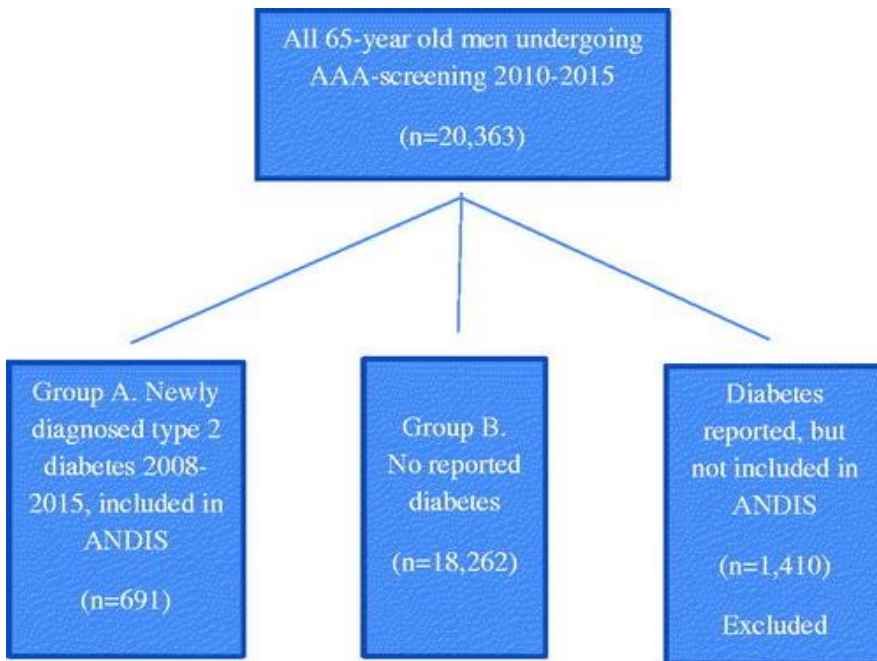 All 65-year old men undergoing
AAA-screening 2010-2015
(n=20,363)
Group A. Newly
diagnosed type 2
diabetes 2008-
2015, included in
ANDIS
(n=691)
Group B.
No reported
diabetes
(n=18,262)
Diabetes
reported, but
not included in
ANDIS
(n=1,410)
Excluded